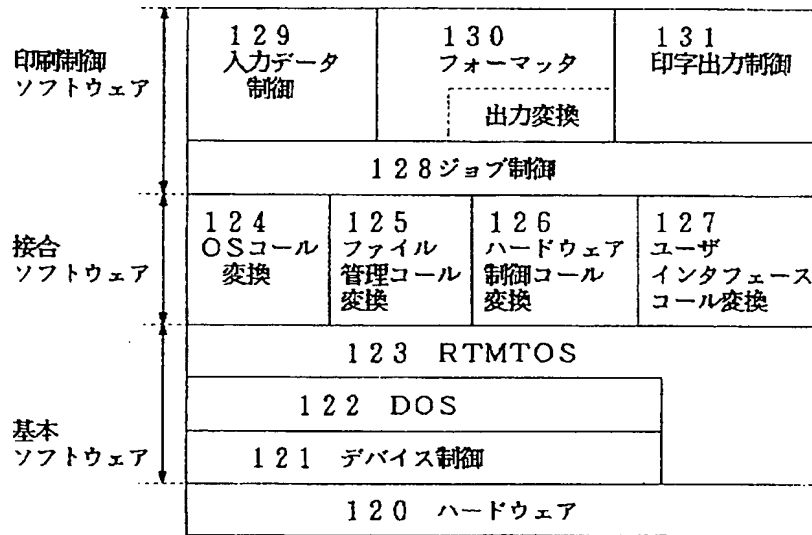 印刷制御
ソフトウェア
129
入力データ
制御
130
フォーマッタ
出力変換
131
印字出力制御
128ジョブ制御
接合
ソフトウェア
124
OSコール
変換
125
ファイル
管理コール
変換
126
ハードウェア
制御コール
変換
127
ユーザ
インタフェース
コール変換
基本
ソフトウェア
123 RTMTOS
122 DOS
121 デバイス制御
120 ハードウェア